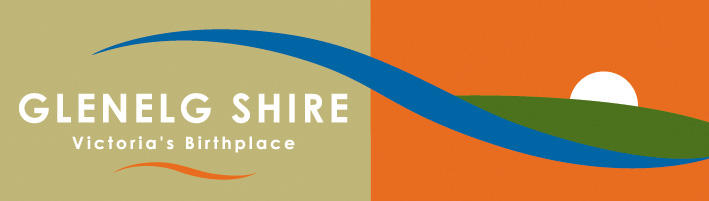 GLENELG SHIRE
Victoria's Birthplace